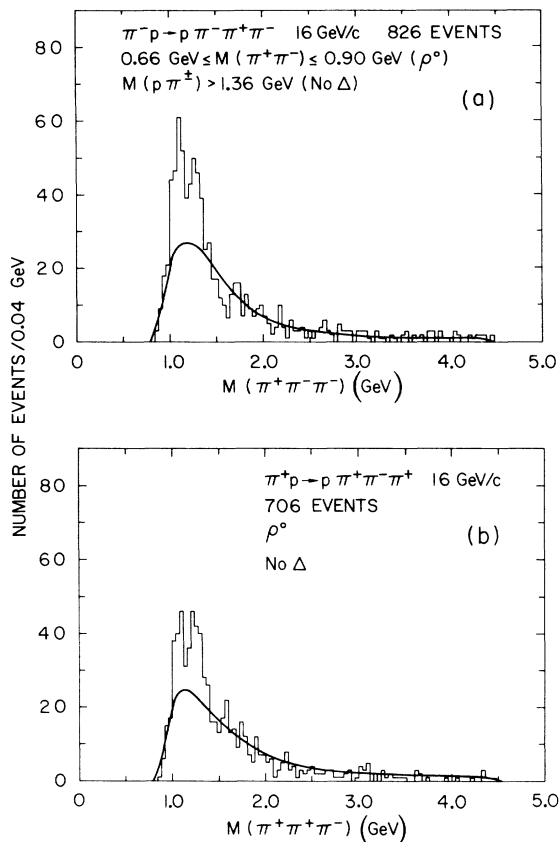 π⁻p → p π⁻π⁺π⁻ 16 GeV/c 826 EVENTS
0.66 GeV ≤ M (π⁺π⁻) ≤ 0.90 GeV (ρ°)
M (p π±) > 1.36 GeV (No Δ)
(a)
80
60
40
20
0
0 1.0 2.0 3.0 4.0 5.0
M (π⁺π⁻π⁻) (GeV)
NUMBER OF EVENTS/0.04 GeV
π⁺p → p π⁺π⁻π⁺ 16 GeV/c
706 EVENTS
ρ°
(b)
No Δ
80
60
40
20
0
0 1.0 2.0 3.0 4.0 5.0
M (π⁺π⁺π⁻) (GeV)